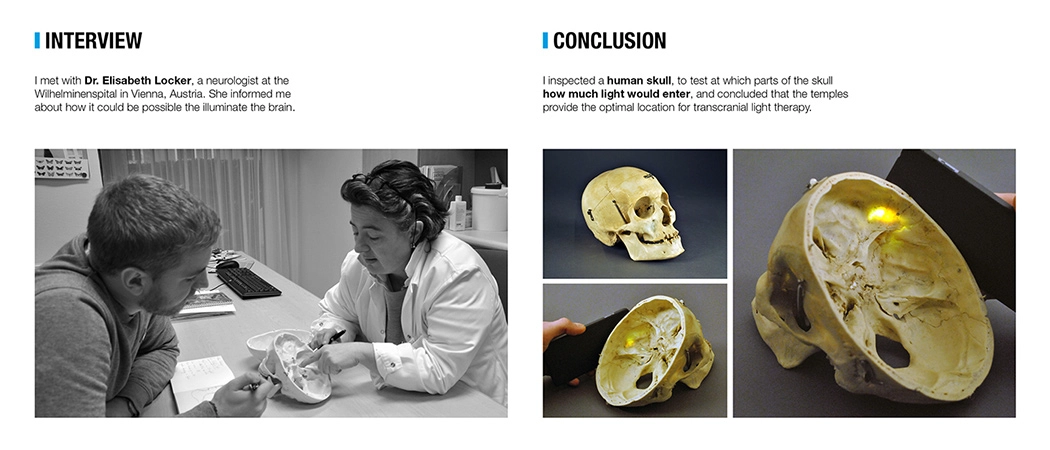 INTERVIEW
I met with Dr. Elisabeth Locker, a neurologist at the
Wilhelminenspital in Vienna, Austria. She informed me
about how it could be possible the illuminate the brain.
CONCLUSION
I inspected a human skull, to test at which parts of the skull
how much light would enter, and concluded that the temples
provide the optimal location for transcranial light therapy.